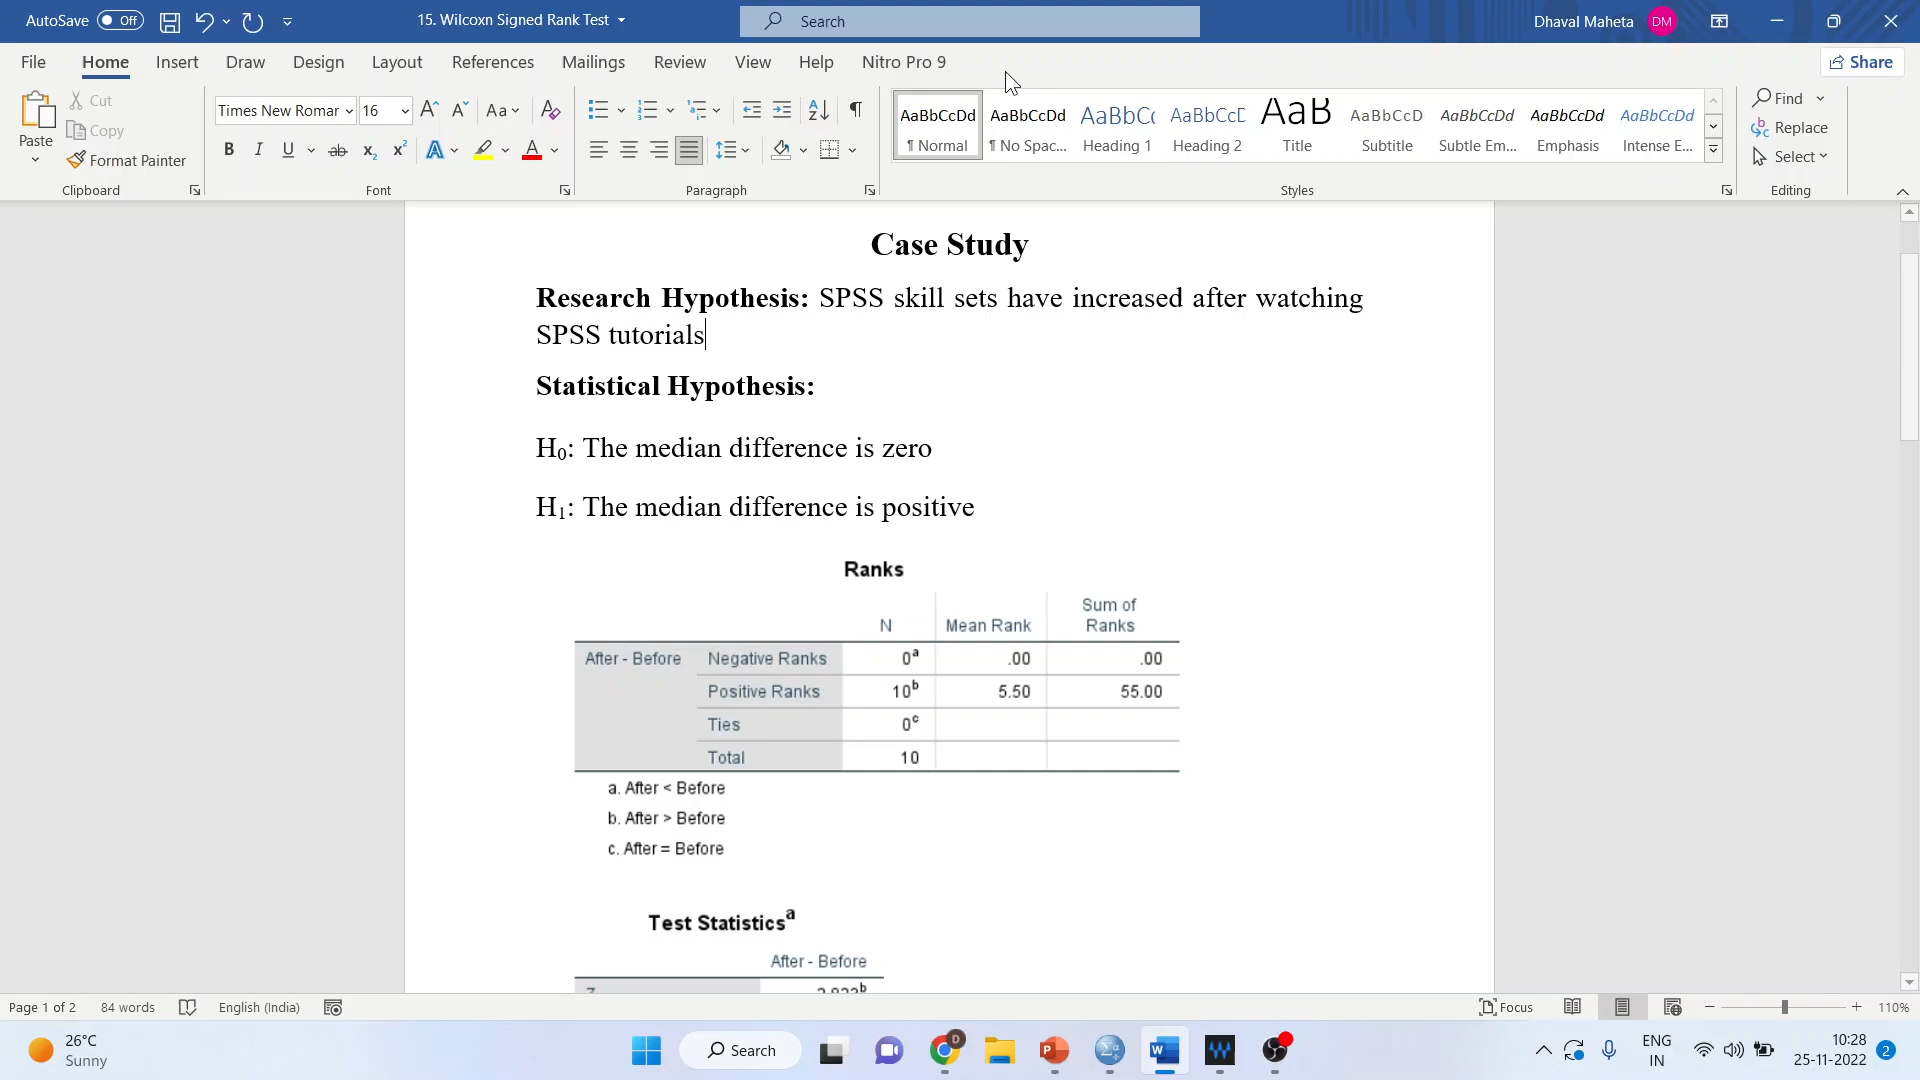 AutoSave Off 15. Wilcoxn Signed Rank Test Search Dhaval Maheta DM
File Home Insert Draw Design Layout References Mailings Review View Help Nitro Pro 9 Share
Paste
Cut
Copy
Format Painter
Clipboard
Times New Romar 16
Font
Paragraph
AaBbCcDd AaBbCcDd AaBbCc AaBbCcD AaB AaBbCcD AaBbCcDd AaBbCcDd AaBbCcDd
¶ Normal ¶ No Spac... Heading 1 Heading 2 Title Subtitle Subtle Em... Emphasis Intense E...
Styles
Find
Replace
Select
Editing
Case Study
Research Hypothesis: SPSS skill sets have increased after watching
SPSS tutorials
Statistical Hypothesis:
H₀: The median difference is zero
H₁: The median difference is positive
Ranks
N Mean Rank Sum of Ranks
After - Before Negative Ranks 0a .00 .00
Positive Ranks 10b 5.50 55.00
Ties 0c
Total 10
a. After < Before
b. After > Before
c. After = Before
Test Statisticsa
After - Before
Page 1 of 2 84 words English (India) Focus 110%
26°C
Sunny
Search
ENG
IN
10:28
25-11-2022
2